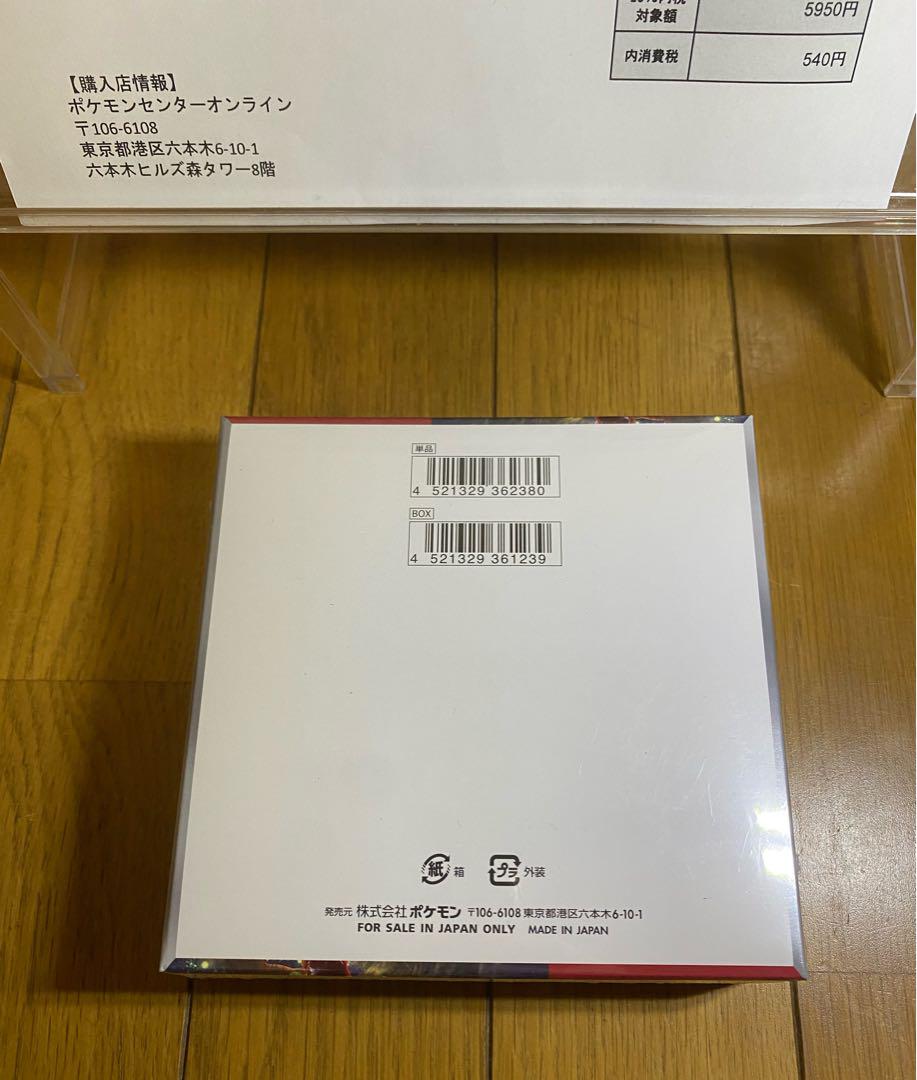 対象額 5950円
内消費税 540円
【購入店情報】
ポケモンセンターオンライン
〒106-6108
東京都港区六本木6-10-1
六本木ヒルズ森タワー8階
単品
4 521329 362380
BOX
4 521329 361239
紙 箱 プラ 外装
発売元 株式会社ポケモン 〒106-6108 東京都港区六本木6-10-1
FOR SALE IN JAPAN ONLY MADE IN JAPAN